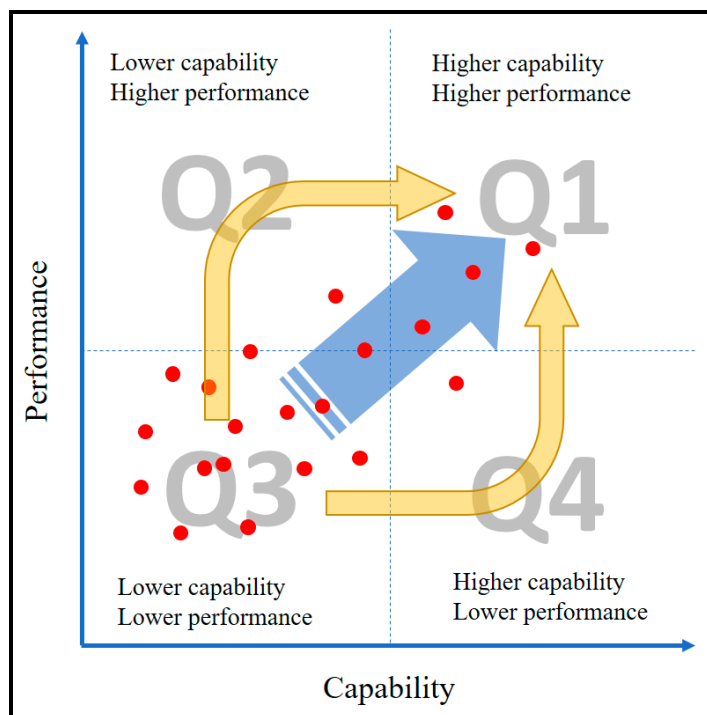 Lower capability
Higher performance
Higher capability
Higher performance
Q2
Q1
Performance
Q3
Q4
Lower capability
Lower performance
Higher capability
Lower performance
Capability